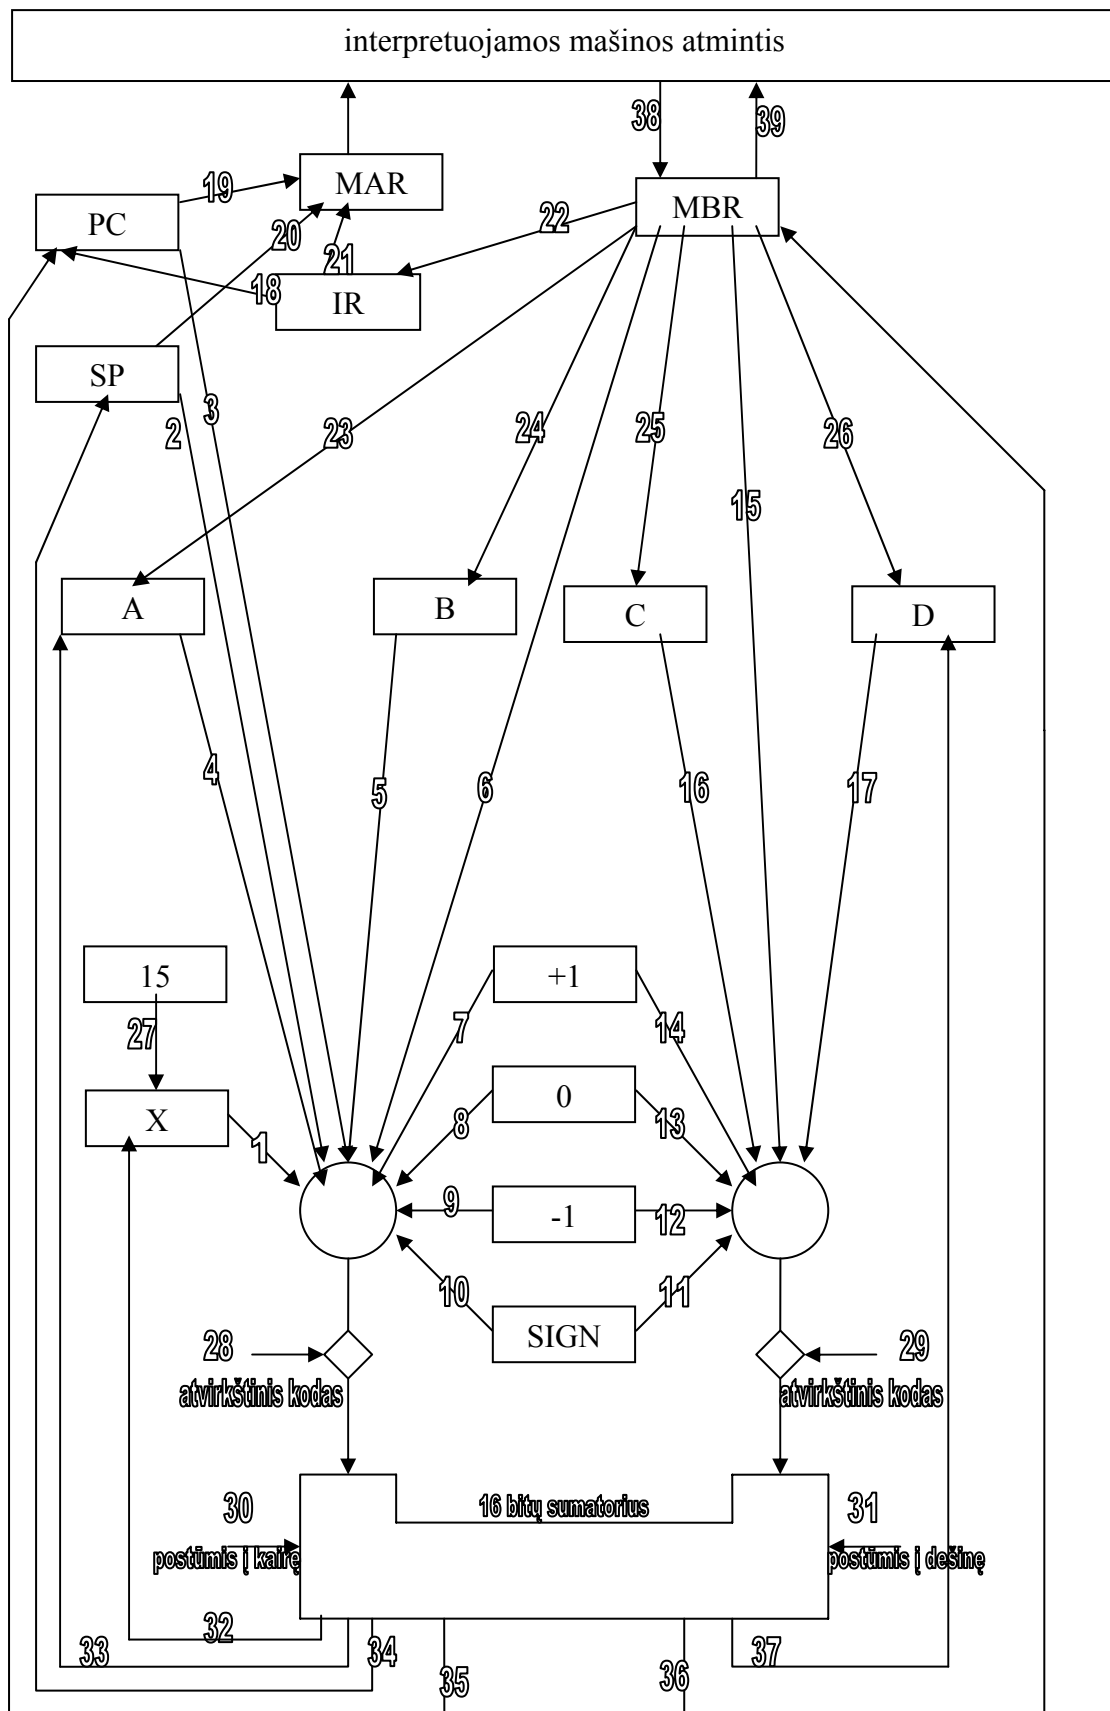 interpretuojamos mašinos atmintis
38
39
MAR
MBR
19
PC
20
21
22
18
IR
SP
2
3
23
24
25
26
15
A
B
C
D
4
5
6
16
17
15
+1
27
7
14
X
0
1
8
13
9
-1
12
10
11
SIGN
28
29
atvirkštinis kodas
atvirkštinis kodas
30
16 bitų sumatorius
31
postūmis į kairę
postūmis į dešinę
32
33
34
35
36
37